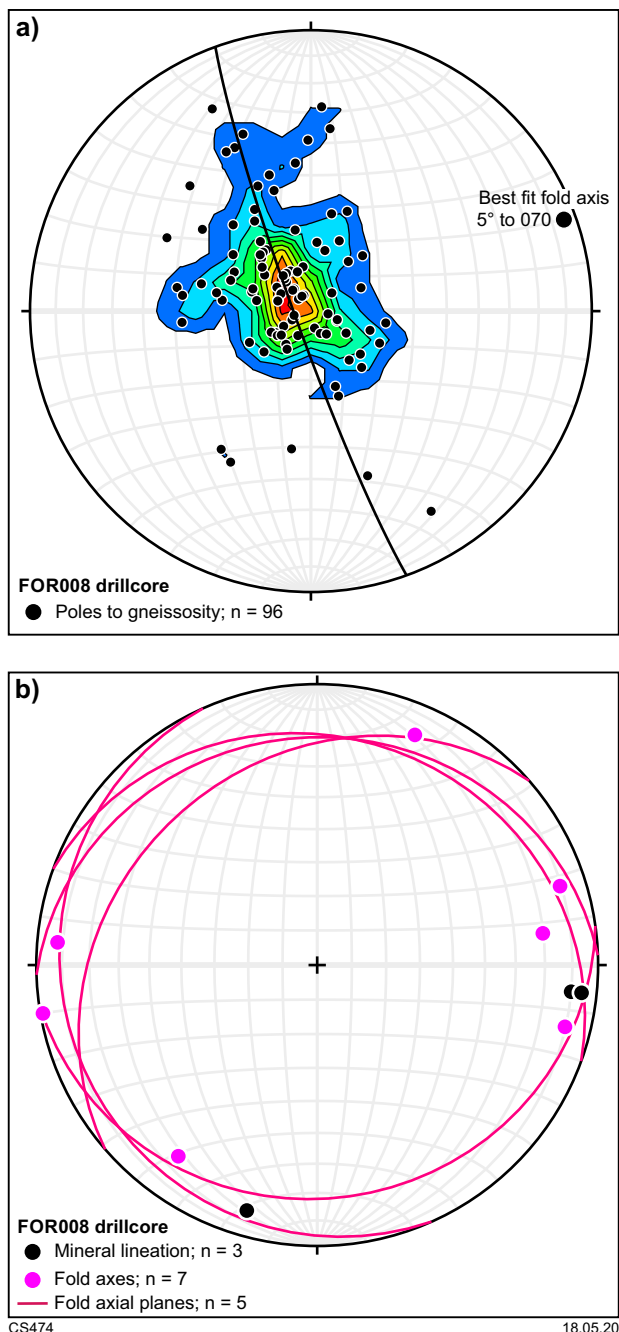 a)
Best fit fold axis
5° to 070
FOR008 drillcore
Poles to gneissosity; n = 96
b)
FOR008 drillcore
Mineral lineation; n = 3
Fold axes; n = 7
Fold axial planes; n = 5
CS474
18.05.20